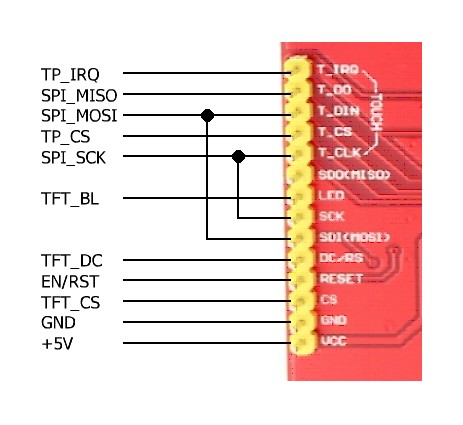 TP_IRQ
SPI_MISO
SPI_MOSI
TP_CS
SPI_SCK
TFT_BL
TFT_DC
EN/RST
TFT_CS
GND
+5V
T_IRQ
T_DO
T_DIN
T_CS
T_CLK
TOUCH
SDO(MISO)
LED
SCK
SDI(MOSI)
DC/RS
RESET
CS
GND
VCC